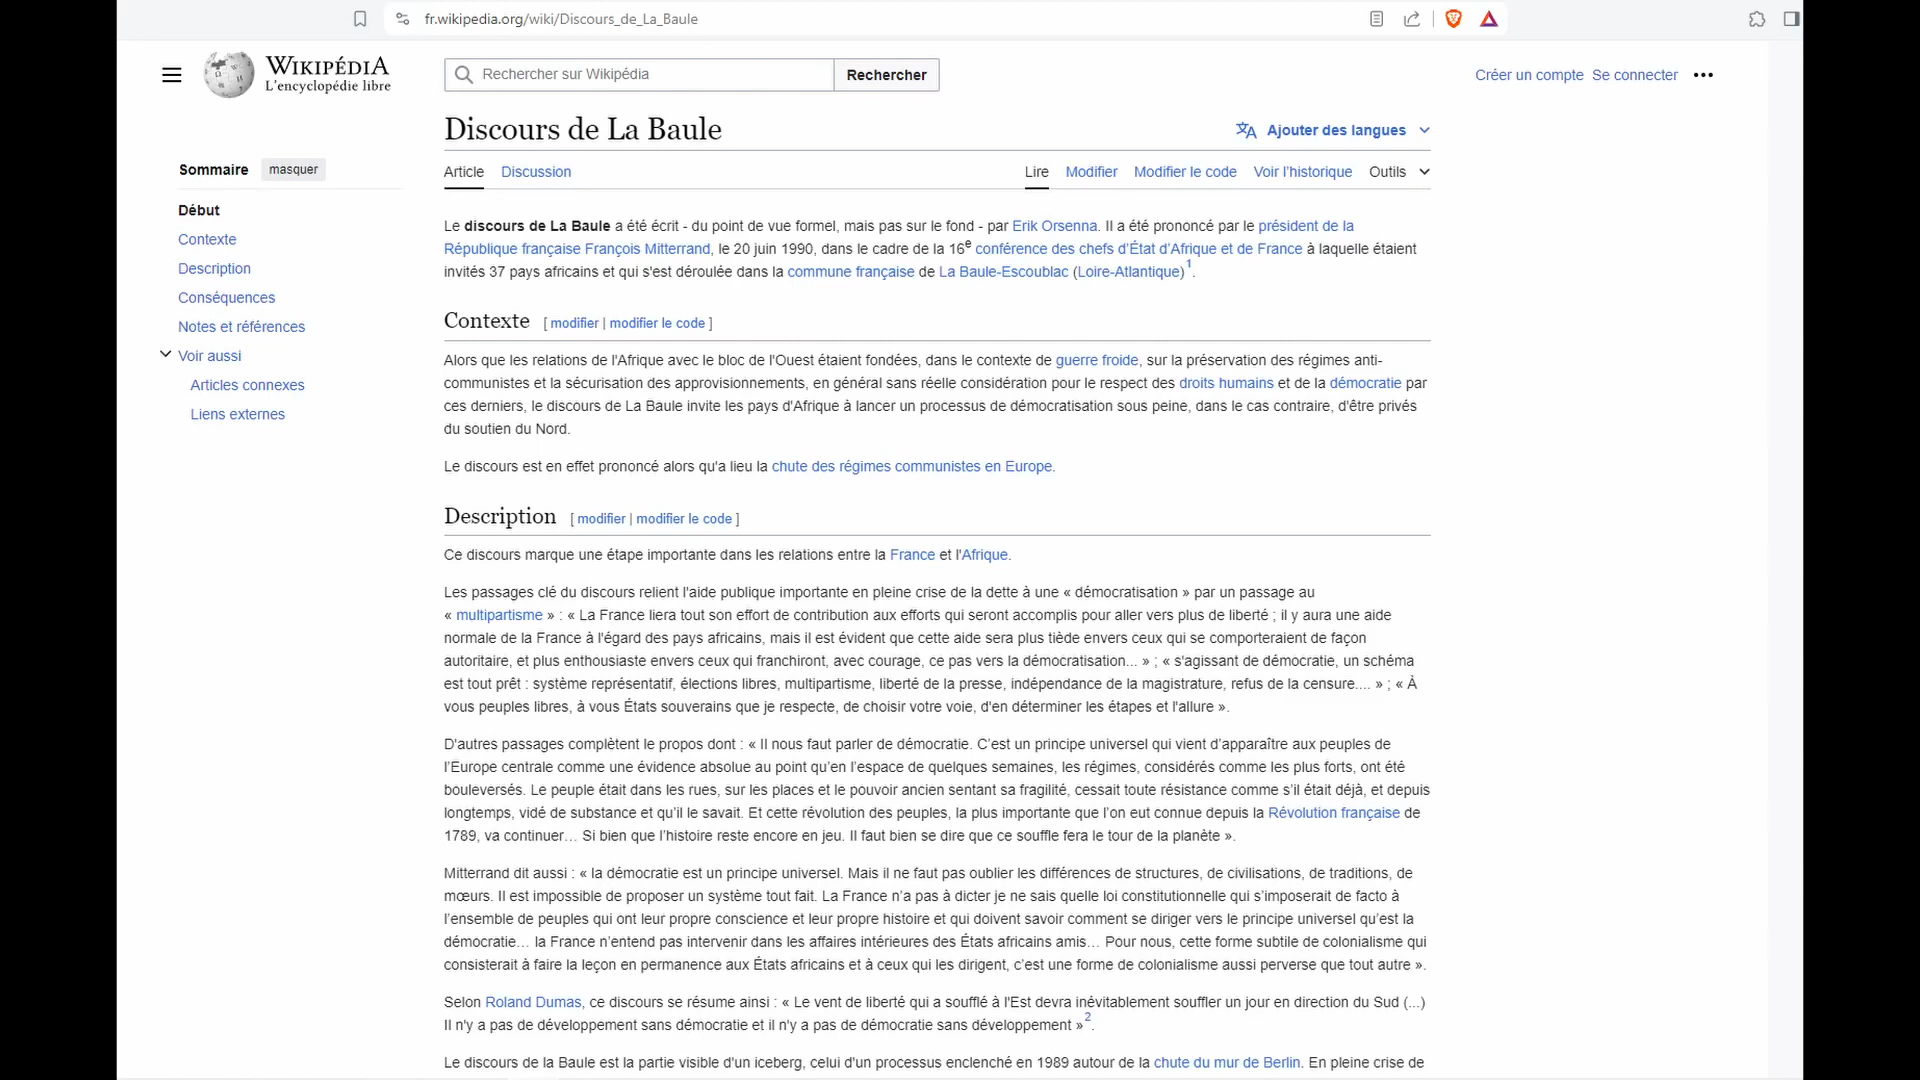 fr.wikipedia.org/wiki/Discours_de_La_Baule
WIKIPÉDIA
L'encyclopédie libre
Rechercher sur Wikipédia
Rechercher
Créer un compte Se connecter
Discours de La Baule
Ajouter des langues
Sommaire masquer
Article Discussion
Lire Modifier Modifier le code Voir l'historique Outils
Début
Contexte
Description
Conséquences
Notes et références
Voir aussi
Articles connexes
Liens externes
Le discours de La Baule a été écrit - du point de vue formel, mais pas sur le fond - par Erik Orsenna. Il a été prononcé par le président de la
République française François Mitterrand, le 20 juin 1990, dans le cadre de la 16e conférence des chefs d'État d'Afrique et de France à laquelle étaient
invités 37 pays africains et qui s'est déroulée dans la commune française de La Baule-Escoublac (Loire-Atlantique)1.
Contexte [ modifier | modifier le code ]
Alors que les relations de l'Afrique avec le bloc de l'Ouest étaient fondées, dans le contexte de guerre froide, sur la préservation des régimes anti-
communistes et la sécurisation des approvisionnements, en général sans réelle considération pour le respect des droits humains et de la démocratie par
ces derniers, le discours de La Baule invite les pays d'Afrique à lancer un processus de démocratisation sous peine, dans le cas contraire, d'être privés
du soutien du Nord.
Le discours est en effet prononcé alors qu'a lieu la chute des régimes communistes en Europe.
Description [ modifier | modifier le code ]
Ce discours marque une étape importante dans les relations entre la France et l'Afrique.
Les passages clé du discours relient l'aide publique importante en pleine crise de la dette à une « démocratisation » par un passage au
« multipartisme » : « La France liera tout son effort de contribution aux efforts qui seront accomplis pour aller vers plus de liberté ; il y aura une aide
normale de la France à l'égard des pays africains, mais il est évident que cette aide sera plus tiède envers ceux qui se comporteraient de façon
autoritaire, et plus enthousiaste envers ceux qui franchiront, avec courage, ce pas vers la démocratisation... » ; « s'agissant de démocratie, un schéma
est tout prêt : système représentatif, élections libres, multipartisme, liberté de la presse, indépendance de la magistrature, refus de la censure.... » ; « À
vous peuples libres, à vous États souverains que je respecte, de choisir votre voie, d'en déterminer les étapes et l'allure ».
D'autres passages complètent le propos dont : « Il nous faut parler de démocratie. C'est un principe universel qui vient d'apparaître aux peuples de
l'Europe centrale comme une évidence absolue au point qu'en l'espace de quelques semaines, les régimes, considérés comme les plus forts, ont été
bouleversés. Le peuple était dans les rues, sur les places et le pouvoir ancien sentant sa fragilité, cessait toute résistance comme s'il était déjà, et depuis
longtemps, vidé de substance et qu'il le savait. Et cette révolution des peuples, la plus importante que l'on eut connue depuis la Révolution française de
1789, va continuer… Si bien que l'histoire reste encore en jeu. Il faut bien se dire que ce souffle fera le tour de la planète ».
Mitterrand dit aussi : « la démocratie est un principe universel. Mais il ne faut pas oublier les différences de structures, de civilisations, de traditions, de
mœurs. Il est impossible de proposer un système tout fait. La France n'a pas à dicter je ne sais quelle loi constitutionnelle qui s'imposerait de facto à
l'ensemble de peuples qui ont leur propre conscience et leur propre histoire et qui doivent savoir comment se diriger vers le principe universel qu'est la
démocratie… la France n'entend pas intervenir dans les affaires intérieures des États africains amis… Pour nous, cette forme subtile de colonialisme qui
consisterait à faire la leçon en permanence aux États africains et à ceux qui les dirigent, c'est une forme de colonialisme aussi perverse que tout autre ».
Selon Roland Dumas, ce discours se résume ainsi : « Le vent de liberté qui a soufflé à l'Est devra inévitablement souffler un jour en direction du Sud (...)
Il n'y a pas de développement sans démocratie et il n'y a pas de démocratie sans développement »2.
Le discours de la Baule est la partie visible d'un iceberg, celui d'un processus enclenché en 1989 autour de la chute du mur de Berlin. En pleine crise de